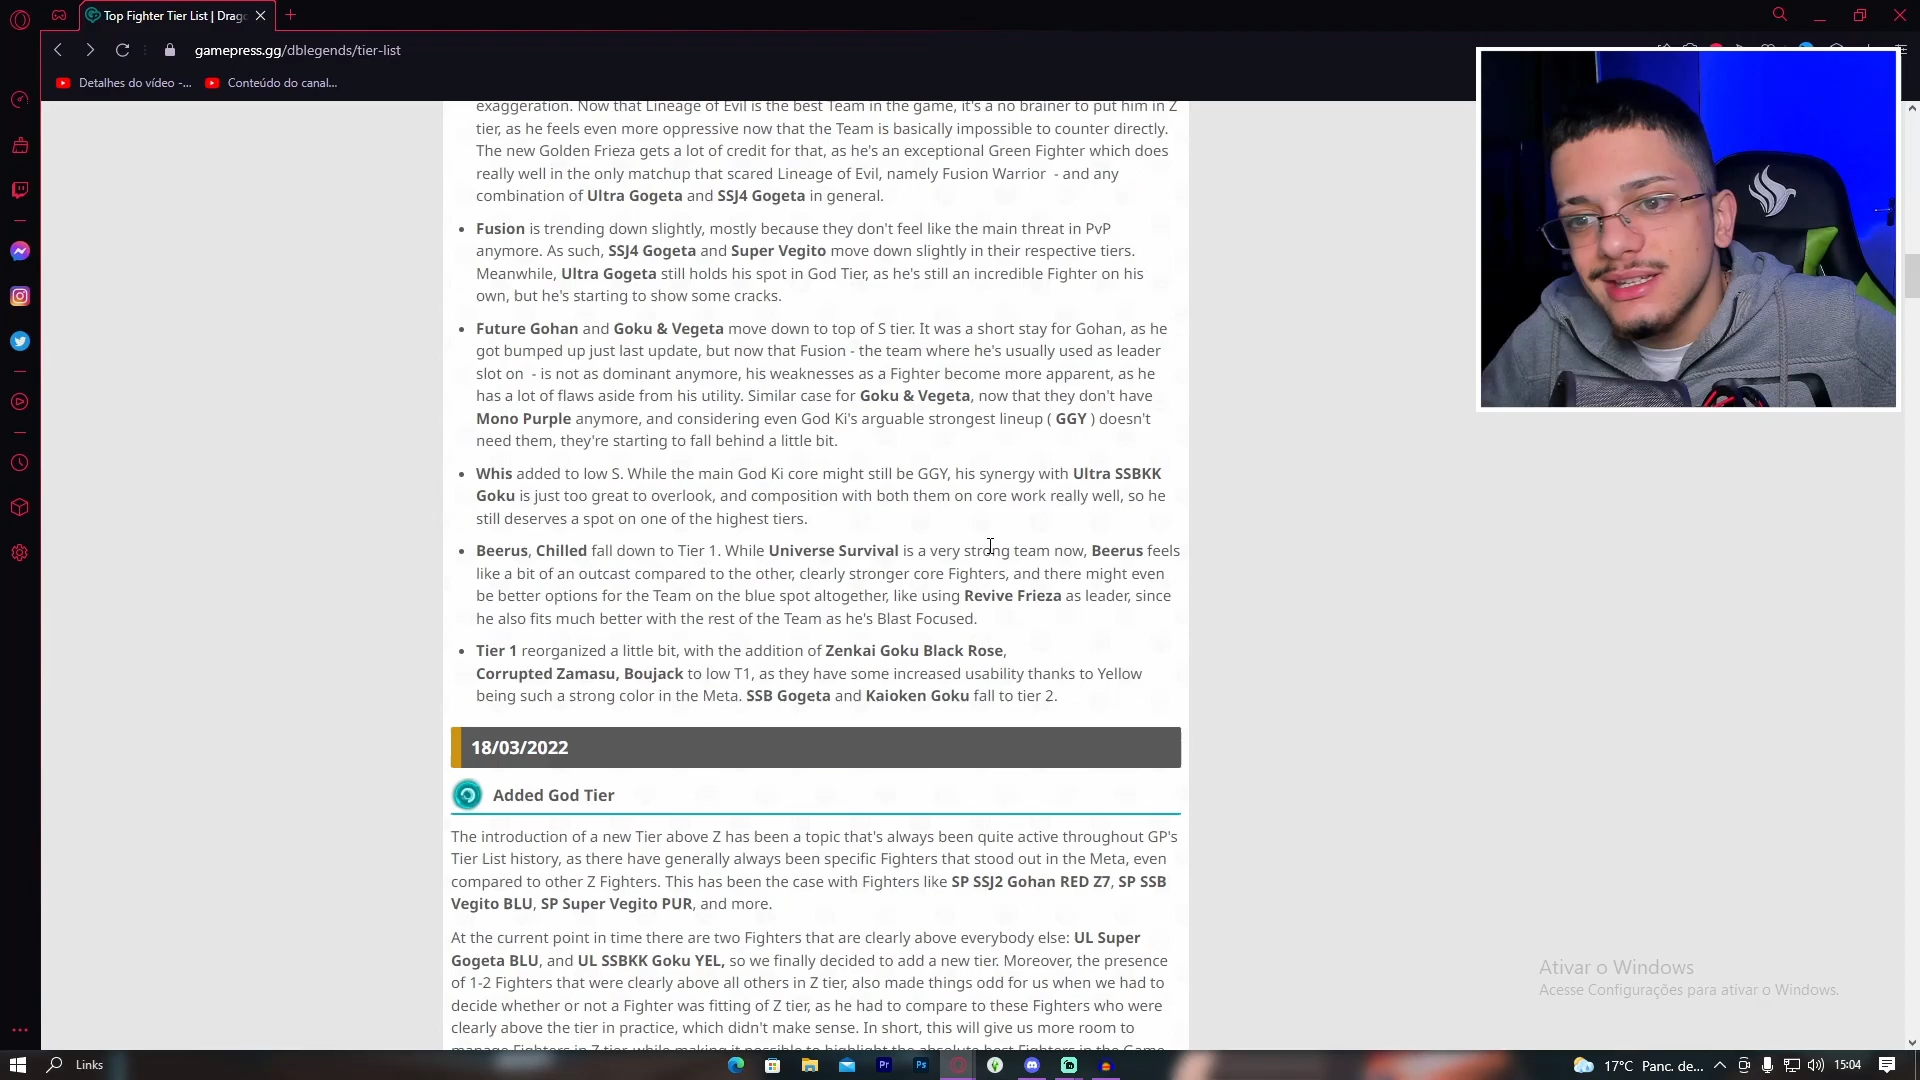 Top Fighter Tier List | Drago
gamepress.gg/dblegends/tier-list
Detalhes do vídeo -...
Conteúdo do canal...
exaggeration. Now that Lineage of Evil is the best Team in the game, it's a no brainer to put him in Z
tier, as he feels even more oppressive now that the Team is basically impossible to counter directly.
The new Golden Frieza gets a lot of credit for that, as he's an exceptional Green Fighter which does
really well in the only matchup that scared Lineage of Evil, namely Fusion Warrior - and any
combination of Ultra Gogeta and SSJ4 Gogeta in general.
Fusion is trending down slightly, mostly because they don't feel like the main threat in PvP
anymore. As such, SSJ4 Gogeta and Super Vegito move down slightly in their respective tiers.
Meanwhile, Ultra Gogeta still holds his spot in God Tier, as he's still an incredible Fighter on his
own, but he's starting to show some cracks.
Future Gohan and Goku & Vegeta move down to top of S tier. It was a short stay for Gohan, as he
got bumped up just last update, but now that Fusion - the team where he's usually used as leader
slot on - is not as dominant anymore, his weaknesses as a Fighter become more apparent, as he
has a lot of flaws aside from his utility. Similar case for Goku & Vegeta, now that they don't have
Mono Purple anymore, and considering even God Ki's arguable strongest lineup ( GGY ) doesn't
need them, they're starting to fall behind a little bit.
Whis added to low S. While the main God Ki core might still be GGY, his synergy with Ultra SSBKK
Goku is just too great to overlook, and composition with both them on core work really well, so he
still deserves a spot on one of the highest tiers.
Beerus, Chilled fall down to Tier 1. While Universe Survival is a very strong team now, Beerus feels
like a bit of an outcast compared to the other, clearly stronger core Fighters, and there might even
be better options for the Team on the blue spot altogether, like using Revive Frieza as leader, since
he also fits much better with the rest of the Team as he's Blast Focused.
Tier 1 reorganized a little bit, with the addition of Zenkai Goku Black Rose,
Corrupted Zamasu, Boujack to low T1, as they have some increased usability thanks to Yellow
being such a strong color in the Meta. SSB Gogeta and Kaioken Goku fall to tier 2.
18/03/2022
Added God Tier
The introduction of a new Tier above Z has been a topic that's always been quite active throughout GP's
Tier List history, as there have generally always been specific Fighters that stood out in the Meta, even
compared to other Z Fighters. This has been the case with Fighters like SP SSJ2 Gohan RED Z7, SP SSB
Vegito BLU, SP Super Vegito PUR, and more.
At the current point in time there are two Fighters that are clearly above everybody else: UL Super
Gogeta BLU, and UL SSBKK Goku YEL, so we finally decided to add a new tier. Moreover, the presence
of 1-2 Fighters that were clearly above all others in Z tier, also made things odd for us when we had to
decide whether or not a Fighter was fitting of Z tier, as he had to compare to these Fighters who were
clearly above the tier in practice, which didn't make sense. In short, this will give us more room to
manage Fighters in Z tier, while making it possible to highlight the absolute best Fighters in the Game
Ativar o Windows
Acesse Configurações para ativar o Windows.
Links
Pr
Ps
17°C Panc. de...
15:04